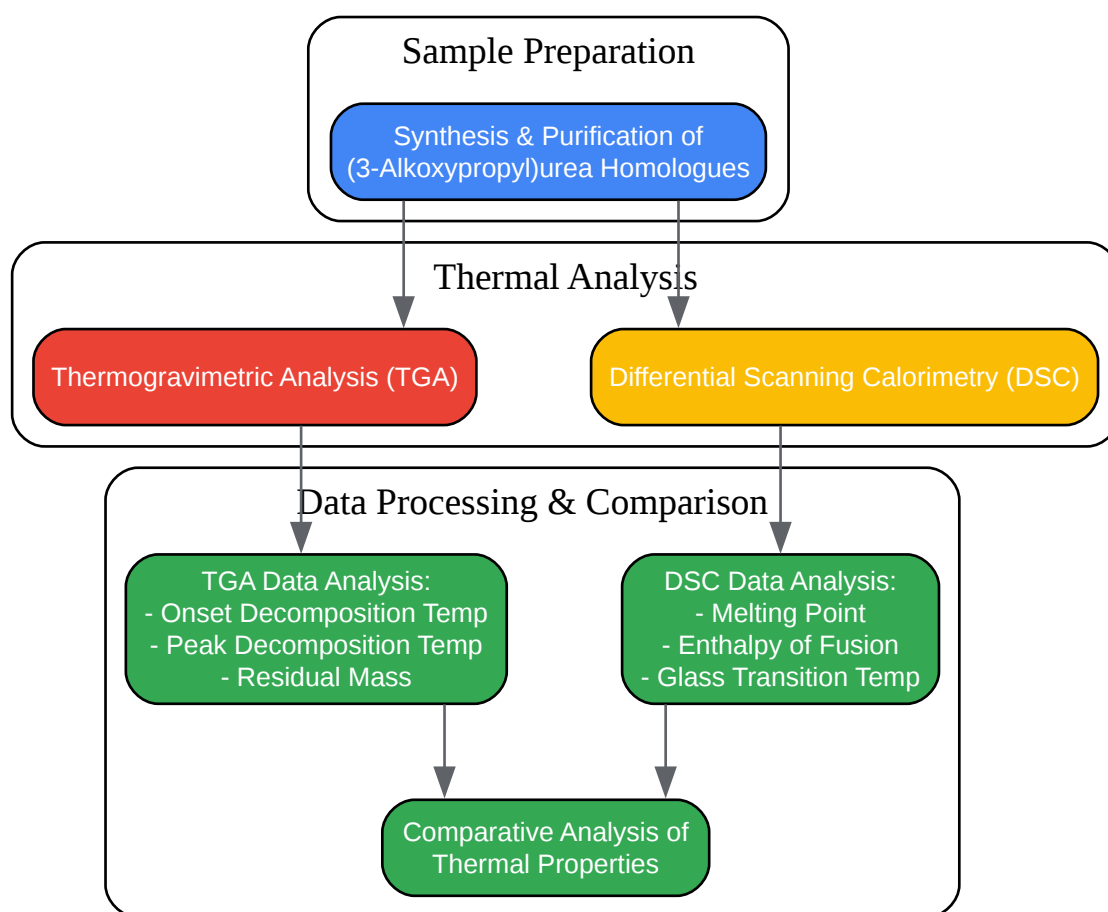 Sample Preparation
Synthesis & Purification of
(3-Alkoxypropyl)urea Homologues
Thermal Analysis
Thermogravimetric Analysis (TGA)
Differential Scanning Calorimetry (DSC)
Data Processing & Comparison
TGA Data Analysis:
- Onset Decomposition Temp
- Peak Decomposition Temp
- Residual Mass
DSC Data Analysis:
- Melting Point
- Enthalpy of Fusion
- Glass Transition Temp
Comparative Analysis of
Thermal Properties